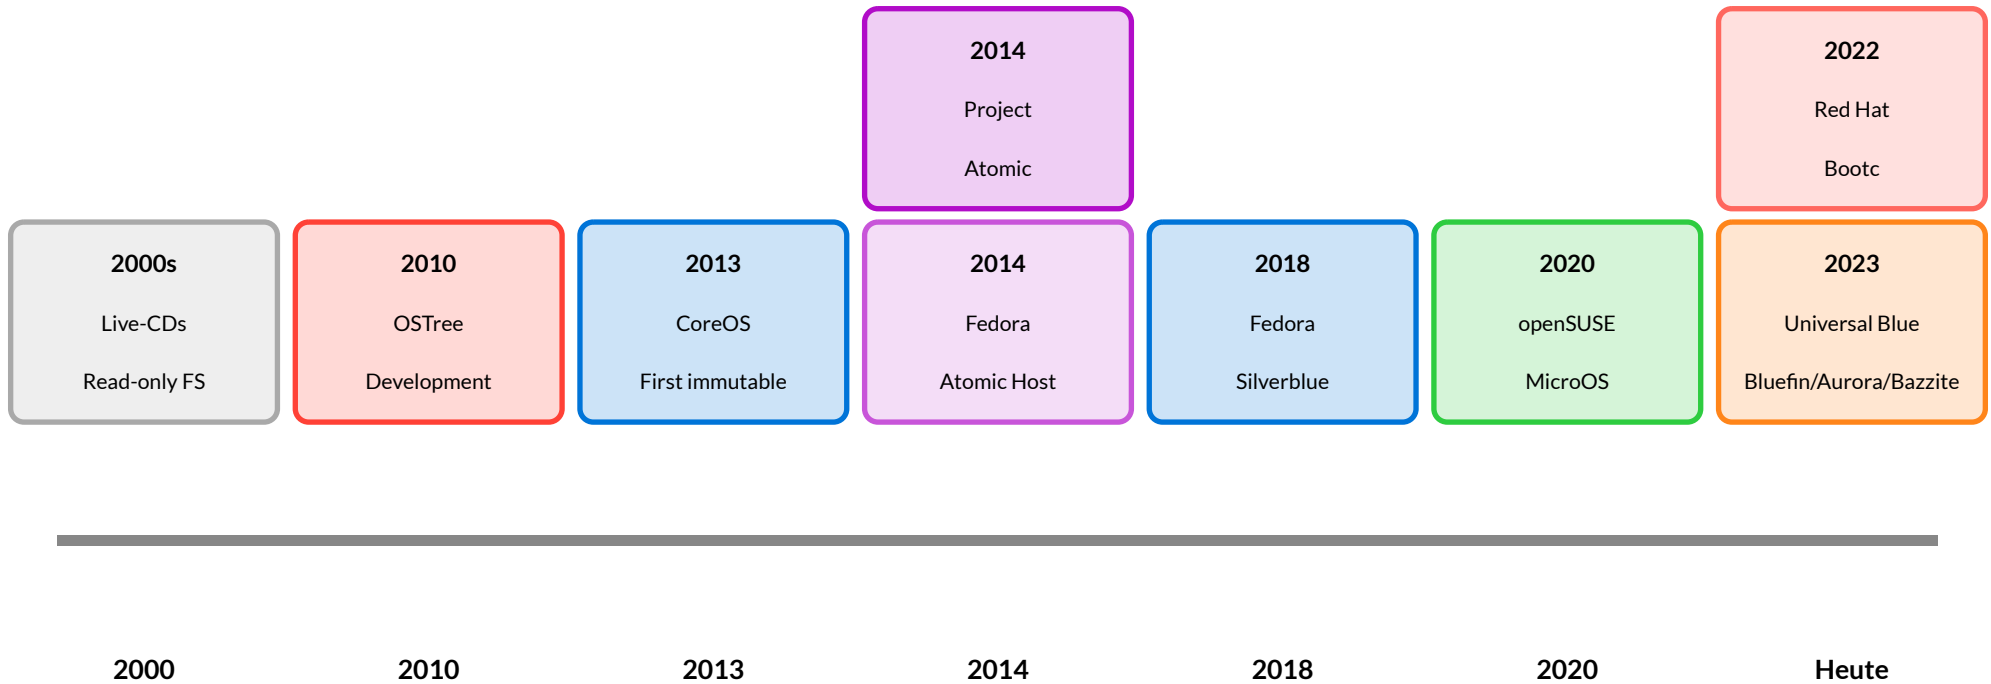 2014
Project
Atomic
2022
Red Hat
Bootc
2000s
Live-CDs
Read-only FS
2010
OSTree
Development
2013
CoreOS
First immutable
2014
Fedora
Atomic Host
2018
Fedora
Silverblue
2020
openSUSE
MicroOS
2023
Universal Blue
Bluefin/Aurora/Bazzite
2000
2010
2013
2014
2018
2020
Heute